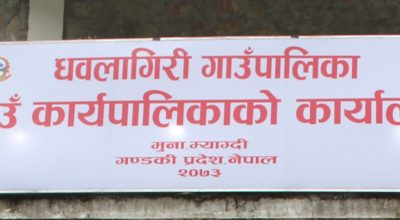 धवलागिरी गाउँपालिका
उँ कार्यपालिकाको कार्याल
मुना, म्याग्दी
गण्डकी प्रदेश, नेपाल
२०७३